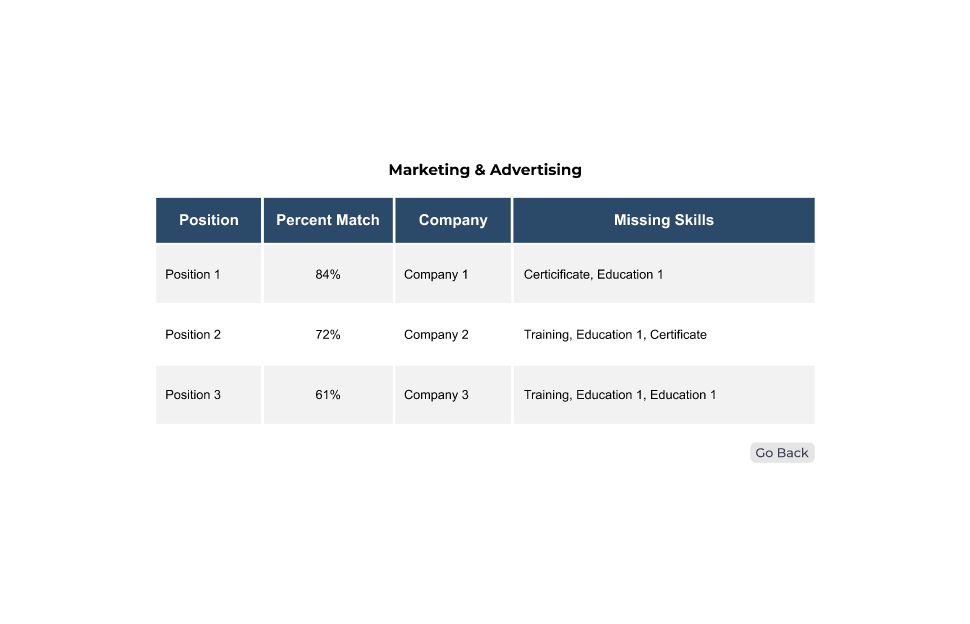 Marketing & Advertising
Position Percent Match Company Missing Skills
Position 1 84% Company 1 Certicificate, Education 1
Position 2 72% Company 2 Training, Education 1, Certificate
Position 3 61% Company 3 Training, Education 1, Education 1
Go Back